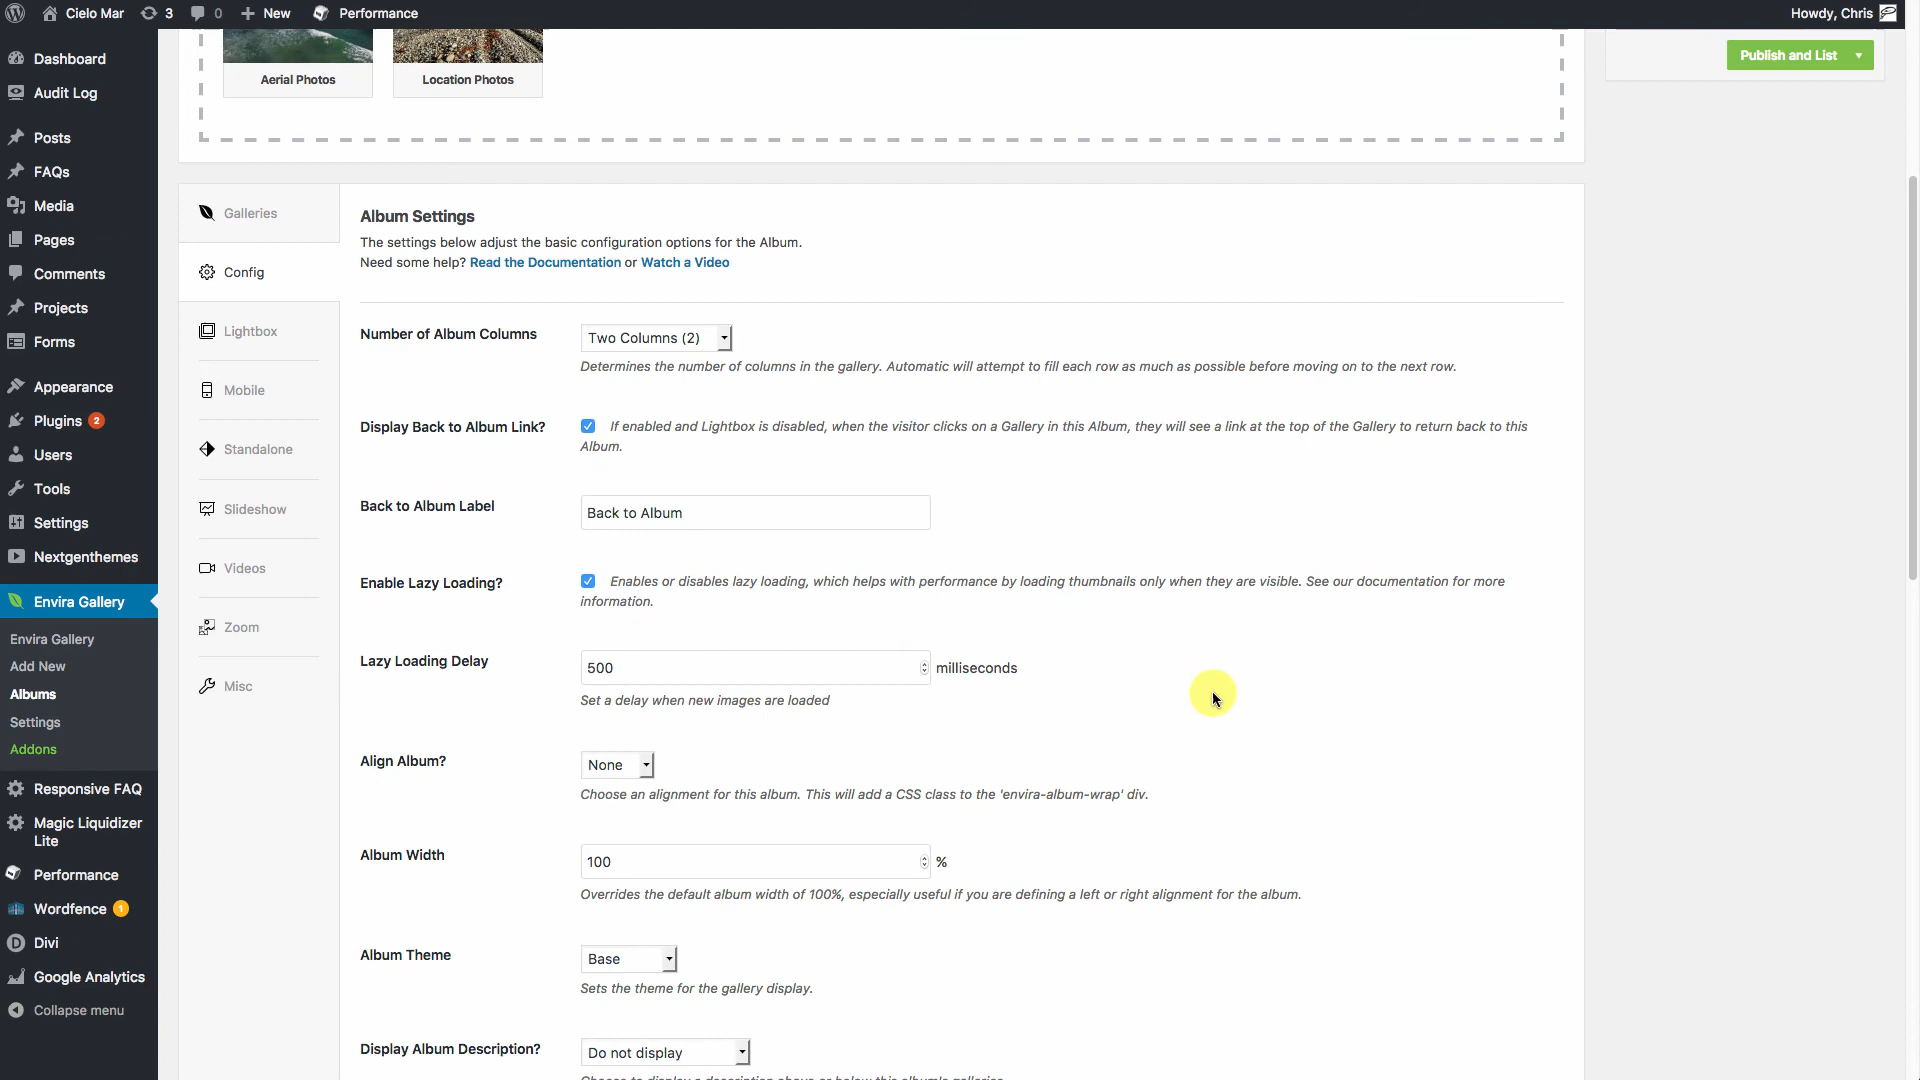 Cielo Mar 3 0 New Performance Howdy, Chris
Dashboard
Audit Log
Posts
FAQs
Media
Pages
Comments
Projects
Forms
Appearance
Plugins 2
Users
Tools
Settings
Nextgenthemes
Envira Gallery
Envira Gallery
Add New
Albums
Settings
Addons
Responsive FAQ
Magic Liquidizer
Lite
Performance
Wordfence 1
Divi
Google Analytics
Collapse menu
Aerial Photos
Location Photos
Publish and List
Galleries
Config
Lightbox
Mobile
Standalone
Slideshow
Videos
Zoom
Misc
Album Settings
The settings below adjust the basic configuration options for the Album.
Need some help? Read the Documentation or Watch a Video
Number of Album Columns
Two Columns (2)
Determines the number of columns in the gallery. Automatic will attempt to fill each row as much as possible before moving on to the next row.
Display Back to Album Link?
If enabled and Lightbox is disabled, when the visitor clicks on a Gallery in this Album, they will see a link at the top of the Gallery to return back to this
Album.
Back to Album Label
Back to Album
Enable Lazy Loading?
Enables or disables lazy loading, which helps with performance by loading thumbnails only when they are visible. See our documentation for more
information.
Lazy Loading Delay
500 milliseconds
Set a delay when new images are loaded
Align Album?
None
Choose an alignment for this album. This will add a CSS class to the 'envira-album-wrap' div.
Album Width
100 %
Overrides the default album width of 100%, especially useful if you are defining a left or right alignment for the album.
Album Theme
Base
Sets the theme for the gallery display.
Display Album Description?
Do not display